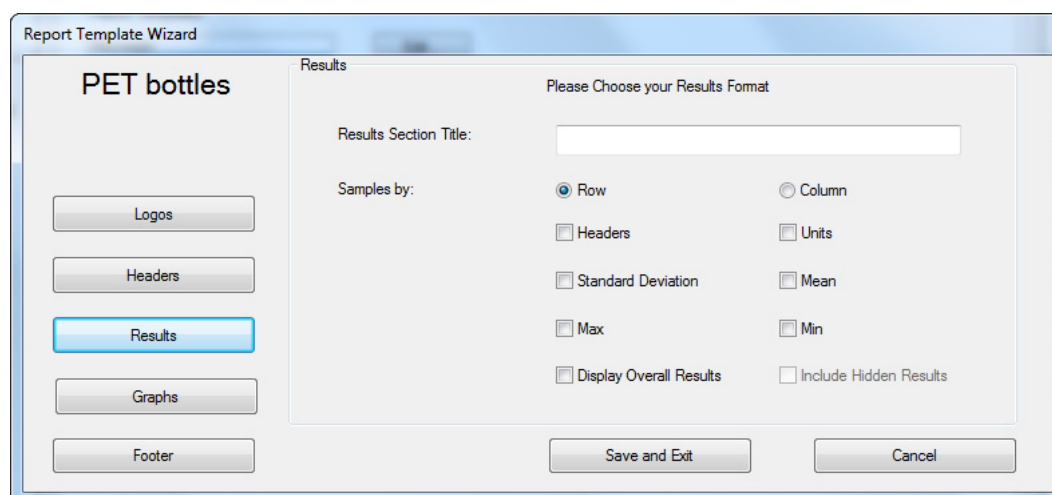 Report Template Wizard
PET bottles
Logos
Headers
Results
Graphs
Footer
Results
Please Choose your Results Format
Results Section Title:
Samples by:
Row
Column
Headers
Units
Standard Deviation
Mean
Max
Min
Display Overall Results
Include Hidden Results
Save and Exit
Cancel